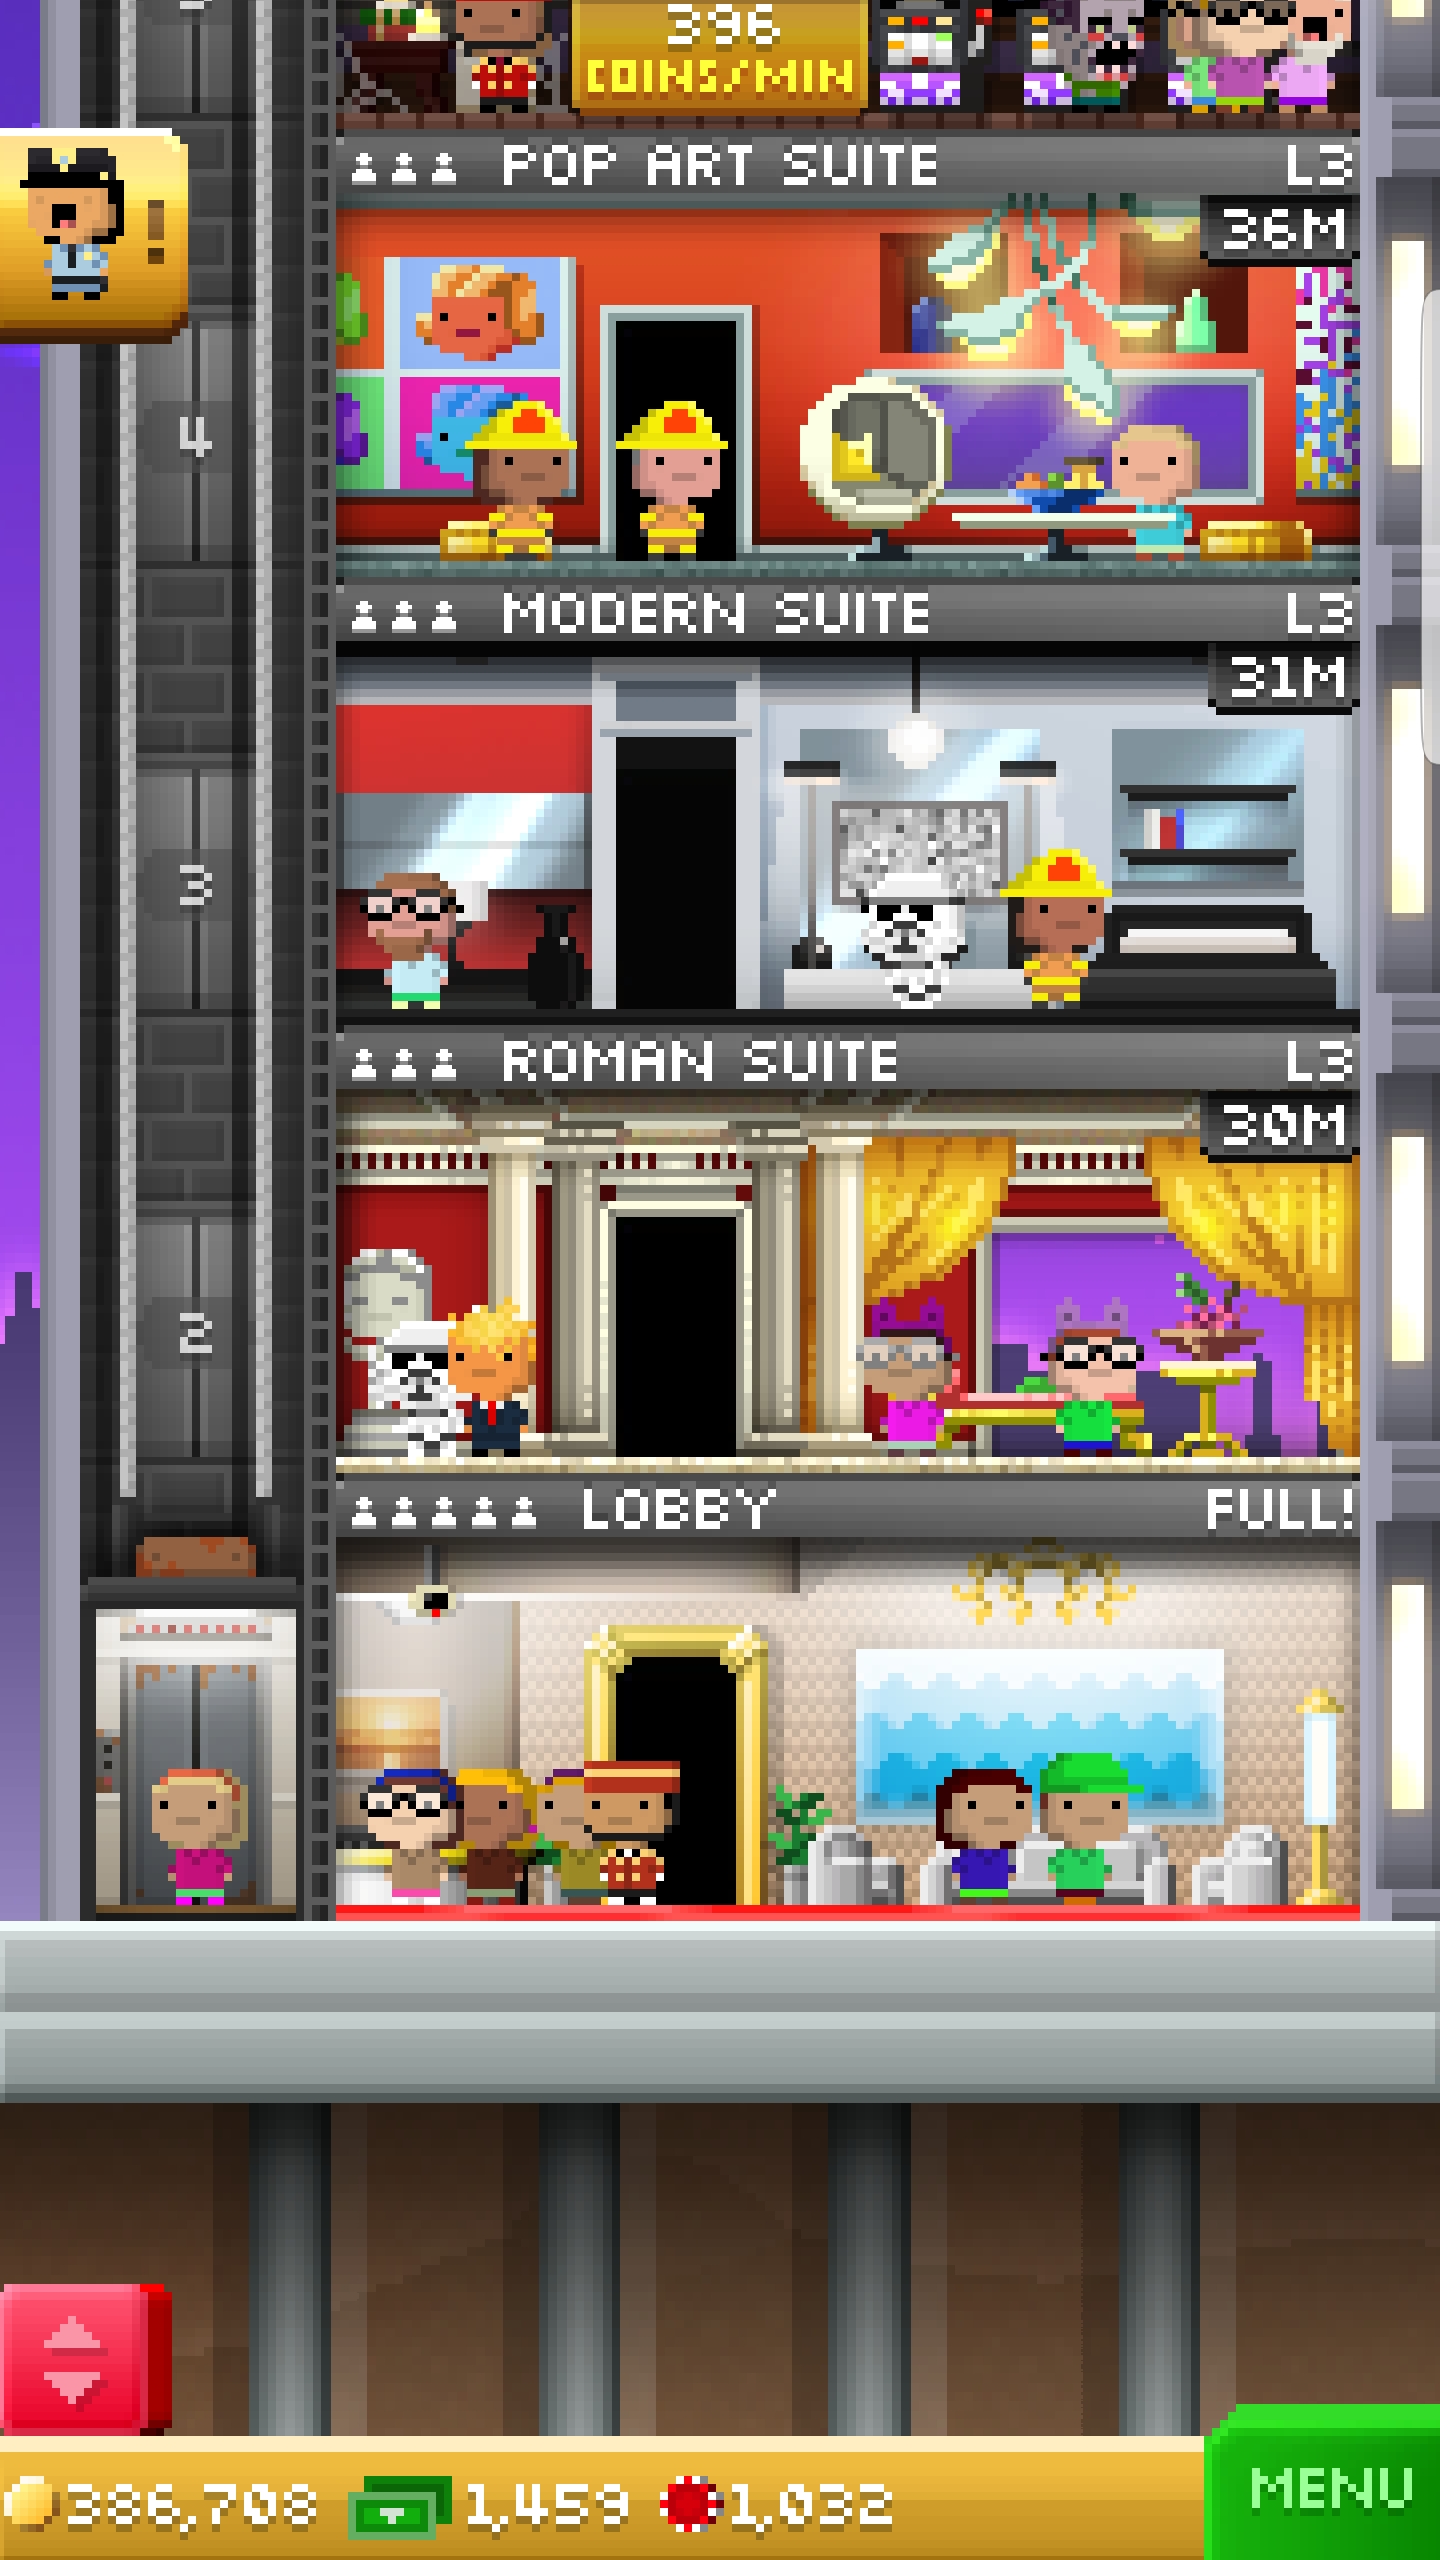 396
COINS/MIN
POP ART SUITE L3
36M
!
4
MODERN SUITE L3
31M
3
ROMAN SUITE L3
30M
2
LOBBY FULL!
386,708 1,459 1,032 MENU